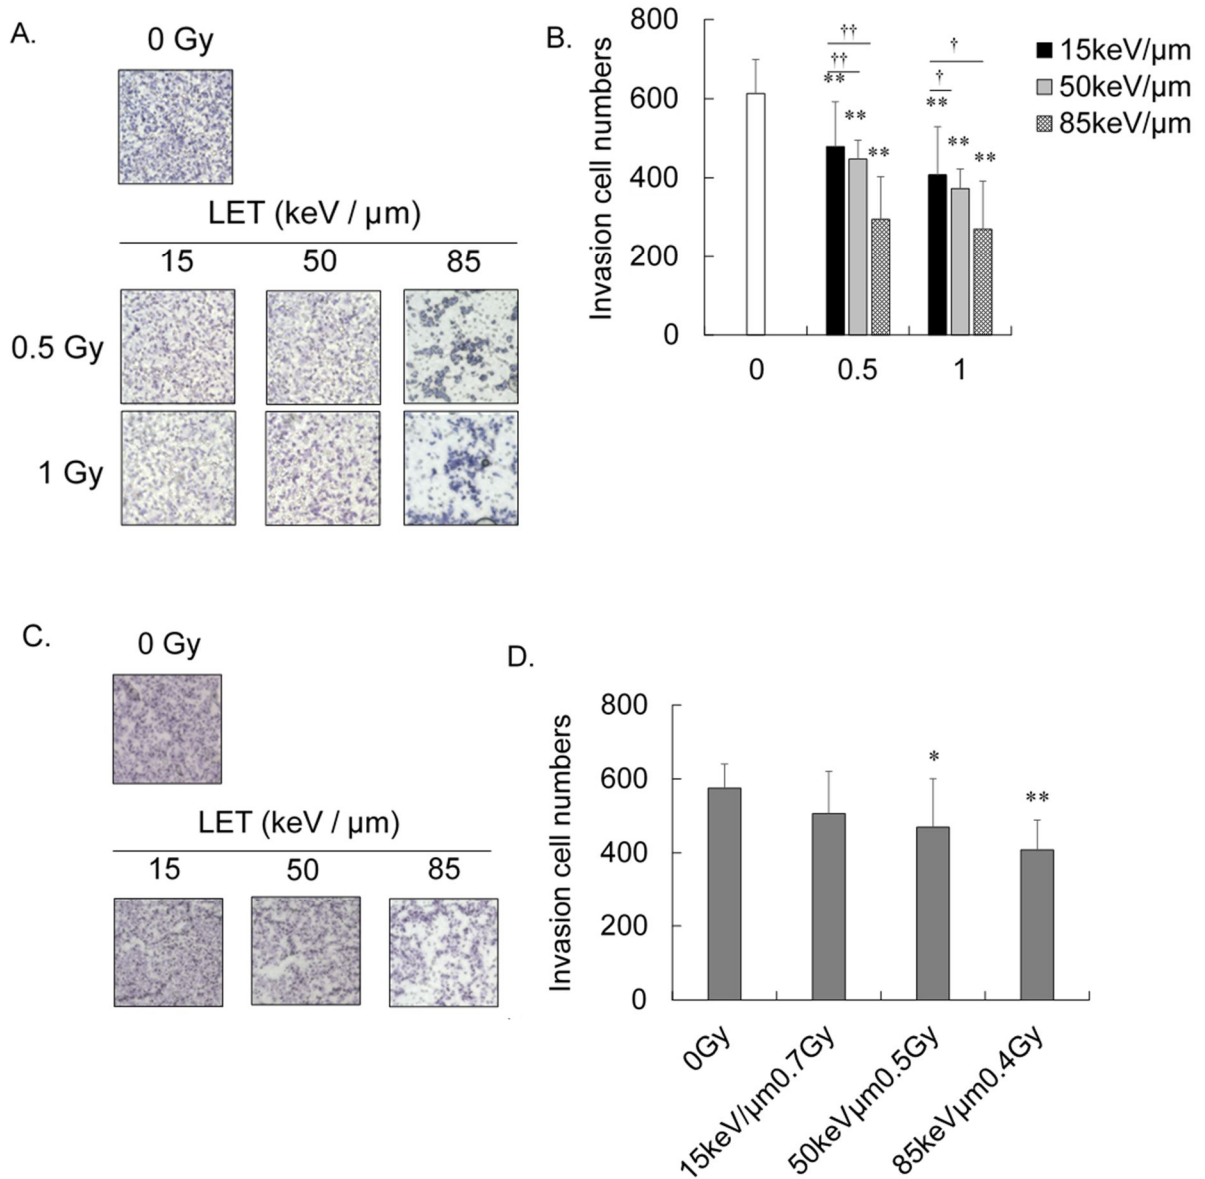 A.
0 Gy
LET (keV / µm)
15 50 85
0.5 Gy
1 Gy
B.
Invasion cell numbers
800
600
400
200
0
††
††
**
**
**
†
†
**
**
**
0 0.5 1
15keV/µm
50keV/µm
85keV/µm
C.
0 Gy
LET (keV / µm)
15 50 85
D.
Invasion cell numbers
800
600
400
200
0
*
**
0Gy
15keV/µm0.7Gy
50keVµm0.5Gy
85keVµm0.4Gy